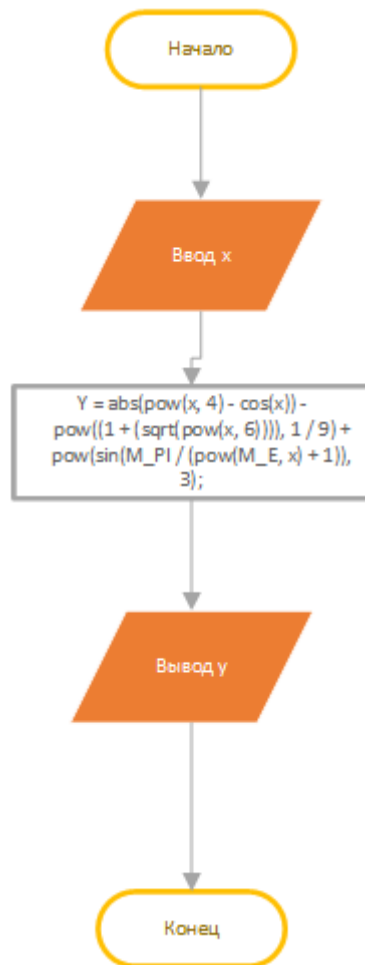 Начало
Ввод x
Y = abs(pow(x, 4) - cos(x)) -
pow((1 + (sqrt(pow(x, 6)))), 1 / 9) +
pow(sin(M_PI / (pow(M_E, x) + 1)),
3);
Вывод y
Конец